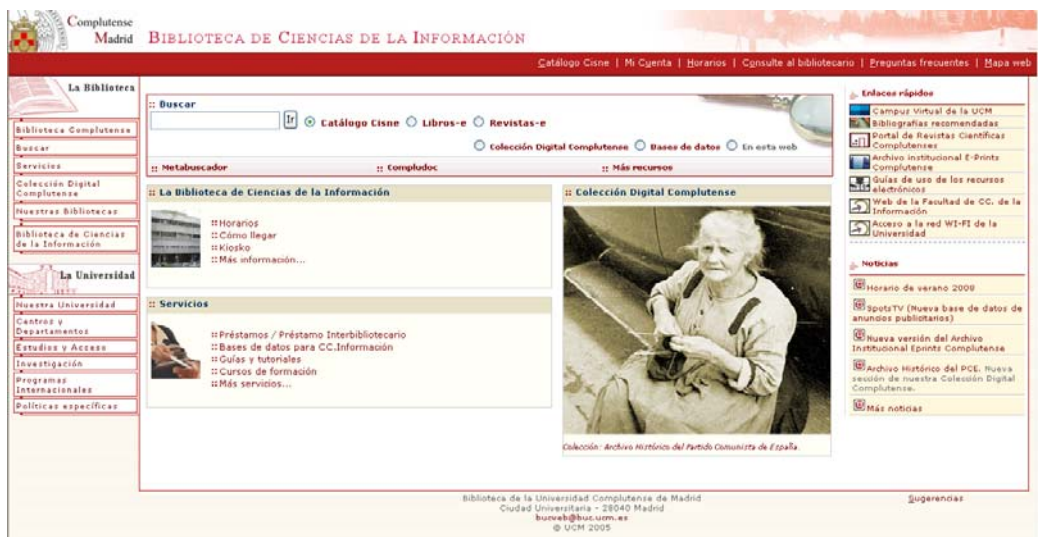 Complutense
Madrid
BIBLIOTECA DE CIENCIAS DE LA INFORMACIÓN
Catálogo Cisne | Mi Cuenta | Horarios | Consulte al bibliotecario | Preguntas frecuentes | Mapa web
La Biblioteca
Biblioteca Complutense
Buscar
Servicios
Colección Digital
Complutense
Nuestras Bibliotecas
Biblioteca de Ciencias
de la Información
La Universidad
Nuestra Universidad
Centros y
Departamentos
Estudios y Acceso
Investigación
Programas
Internacionales
Políticas específicas
:: Buscar
Ir Catálogo Cisne Libros-e Revistas-e
Colección Digital Complutense Bases de datos En esta web
:: Metabuscador :: Compludoc :: Más recursos
:: La Biblioteca de Ciencias de la Información
:: Horarios
:: Cómo llegar
:: Kiosko
:: Más información...
:: Servicios
:: Préstamos / Préstamo Interbibliotecario
:: Bases de datos para CC.Información
:: Guías y tutoriales
:: Cursos de formación
:: Más servicios...
:: Colección Digital Complutense
Colección: Archivo Histórico del Partido Comunista de España.
Enlaces rápidos
Campus Virtual de la UCM
Bibliografías recomendadas
Portal de Revistas Científicas
Complutenses
Archivo institucional E-Prints
Complutense
Guías de uso de los recursos
electrónicos
Web de la Facultad de CC. de la
Información
Acceso a la red WI-FI de la
Universidad
Noticias
Horario de verano 2008
SpotsTV (Nueva base de datos de
anuncios publicitarios)
Nueva versión del Archivo
Institucional Eprints Complutense
Archivo Histórico del PCE. Nueva
sección de nuestra Colección Digital
Complutense.
Más noticias
Biblioteca de la Universidad Complutense de Madrid
Ciudad Universitaria - 28040 Madrid
bucweb@buc.ucm.es
© UCM 2005
Sugerencias